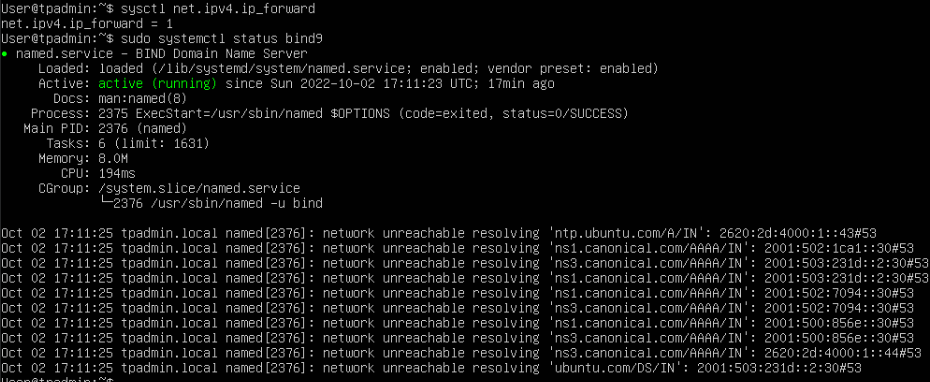 User@tpadmin:~$ sysctl net.ipv4.ip_forward
net.ipv4.ip_forward = 1
User@tpadmin:~$ sudo systemctl status bind9
● named.service - BIND Domain Name Server
Loaded: loaded (/lib/systemd/system/named.service; enabled; vendor preset: enabled)
Active: active (running) since Sun 2022-10-02 17:11:23 UTC; 17min ago
Docs: man:named(8)
Process: 2375 ExecStart=/usr/sbin/named $OPTIONS (code=exited, status=0/SUCCESS)
Main PID: 2376 (named)
Tasks: 6 (limit: 1631)
Memory: 8.0M
CPU: 194ms
CGroup: /system.slice/named.service
└─2376 /usr/sbin/named -u bind
Oct 02 17:11:25 tpadmin.local named[2376]: network unreachable resolving 'ntp.ubuntu.com/A/IN': 2620:2d:4000:1::43#53
Oct 02 17:11:25 tpadmin.local named[2376]: network unreachable resolving 'ns1.canonical.com/AAAA/IN': 2001:502:1ca1::30#53
Oct 02 17:11:25 tpadmin.local named[2376]: network unreachable resolving 'ns3.canonical.com/AAAA/IN': 2001:503:231d::2:30#53
Oct 02 17:11:25 tpadmin.local named[2376]: network unreachable resolving 'ns1.canonical.com/AAAA/IN': 2001:503:231d::2:30#53
Oct 02 17:11:25 tpadmin.local named[2376]: network unreachable resolving 'ns1.canonical.com/AAAA/IN': 2001:502:7094::30#53
Oct 02 17:11:25 tpadmin.local named[2376]: network unreachable resolving 'ns3.canonical.com/AAAA/IN': 2001:502:7094::30#53
Oct 02 17:11:25 tpadmin.local named[2376]: network unreachable resolving 'ns1.canonical.com/AAAA/IN': 2001:500:856e::30#53
Oct 02 17:11:25 tpadmin.local named[2376]: network unreachable resolving 'ns3.canonical.com/AAAA/IN': 2001:500:856e::30#53
Oct 02 17:11:25 tpadmin.local named[2376]: network unreachable resolving 'ns3.canonical.com/AAAA/IN': 2620:2d:4000:1::44#53
Oct 02 17:11:25 tpadmin.local named[2376]: network unreachable resolving 'ubuntu.com/DS/IN': 2001:503:231d::2:30#53
User@tpadmin:~$